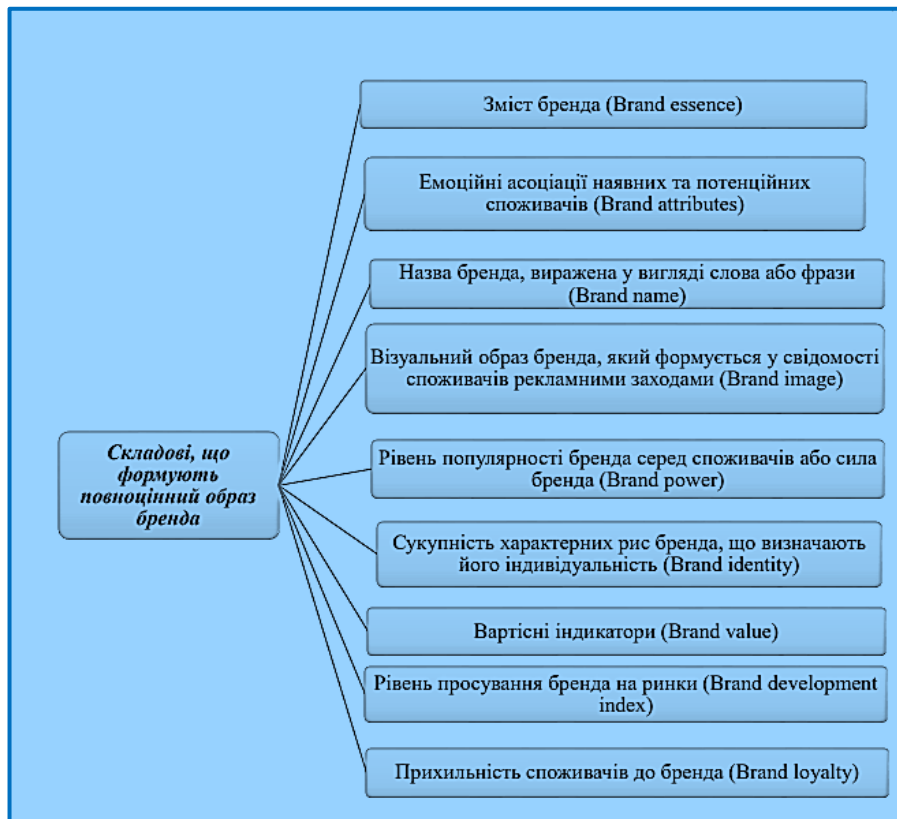 Зміст бренда (Brand essence)
Емоційні асоціації наявних та потенційних
споживачів (Brand attributes)
Назва бренда, виражена у вигляді слова або фрази
(Brand name)
Візуальний образ бренда, який формується у свідомості
споживачів рекламними заходами (Brand image)
Складові, що
формують
повноцінний образ
бренда
Рівень популярності бренда серед споживачів або сила
бренда (Brand power)
Сукупність характерних рис бренда, що визначають
його індивідуальність (Brand identity)
Вартісні індикатори (Brand value)
Рівень просування бренда на ринки (Brand development
index)
Прихильність споживачів до бренда (Brand loyalty)